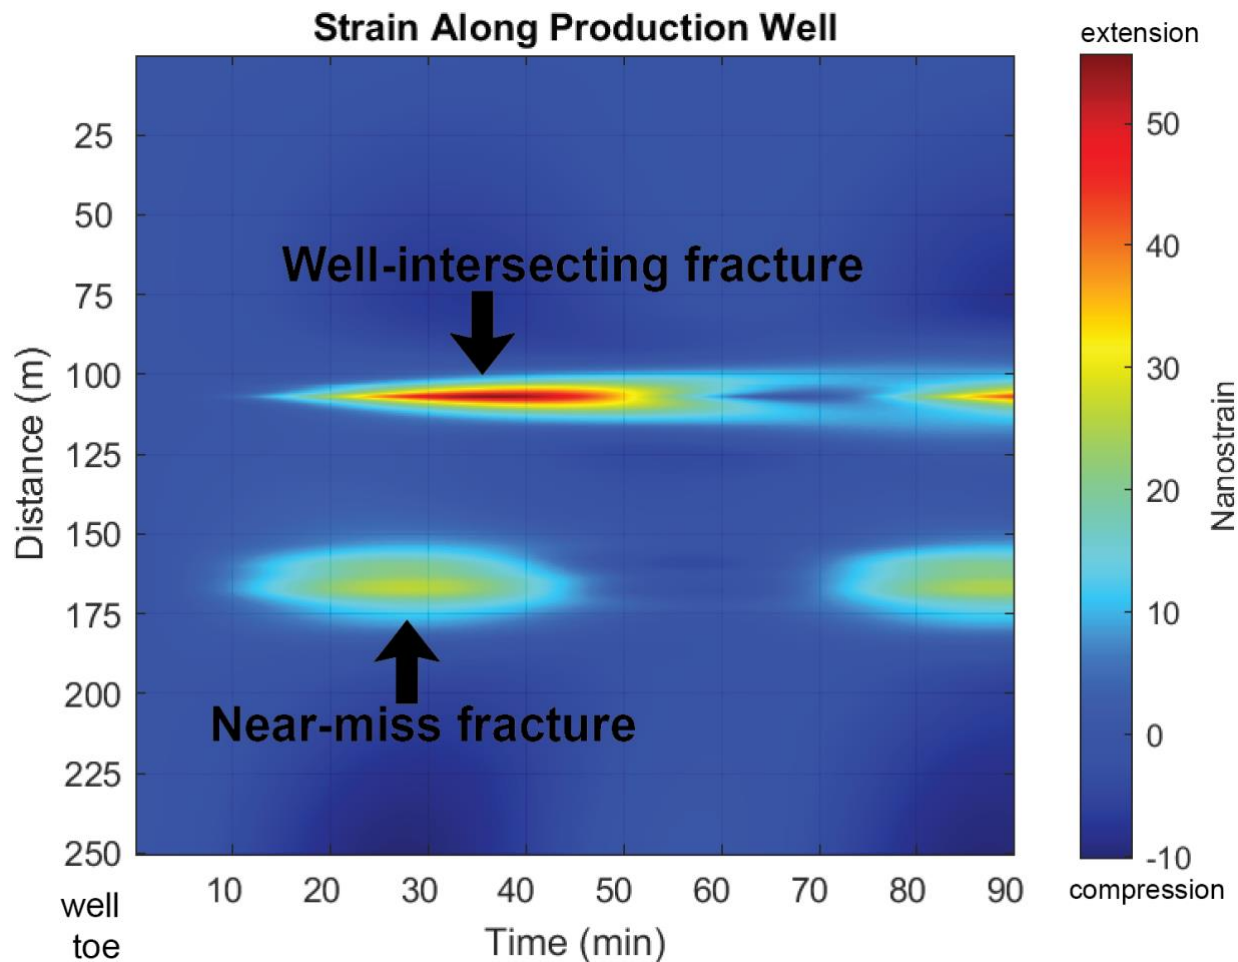 Strain Along Production Well
extension
50
40
30
20
10
0
-10
compression
Nanostrain
Distance (m)
25
50
75
100
125
150
175
200
225
250
well
toe
Well-intersecting fracture
Near-miss fracture
10 20 30 40 50 60 70 80 90
Time (min)